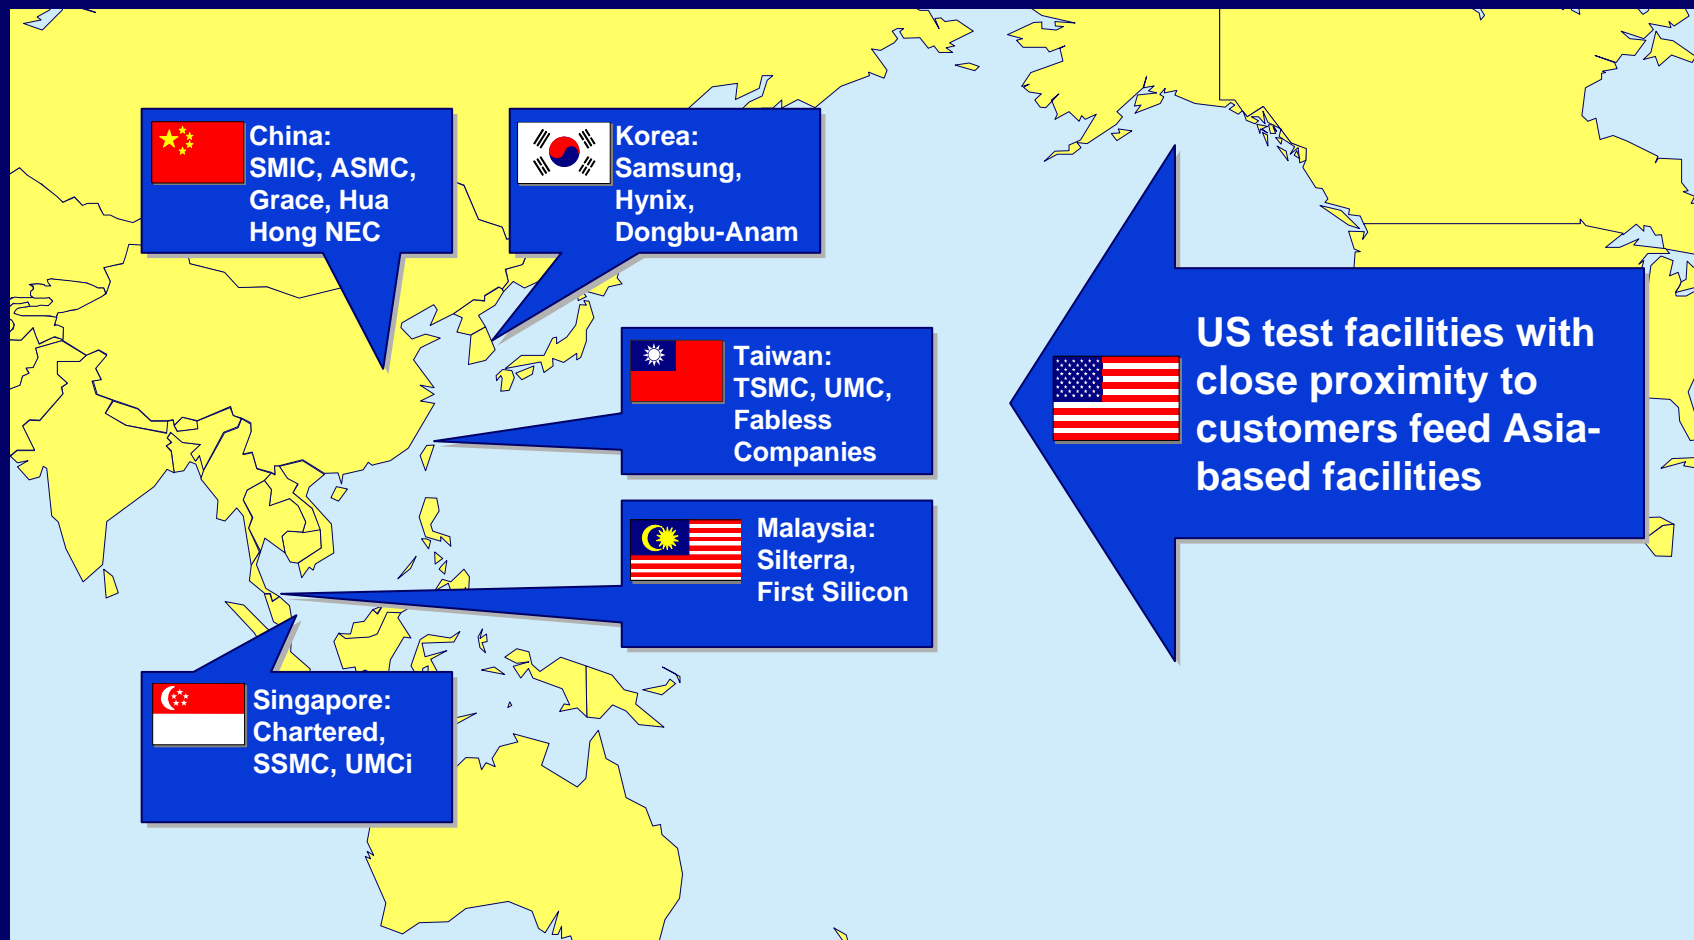 China:
SMIC, ASMC,
Grace, Hua
Hong NEC
Korea:
Samsung,
Hynix,
Dongbu-Anam
Taiwan:
TSMC, UMC,
Fabless
Companies
US test facilities with
close proximity to
customers feed Asia-
based facilities
Malaysia:
Silterra,
First Silicon
Singapore:
Chartered,
SSMC, UMCi